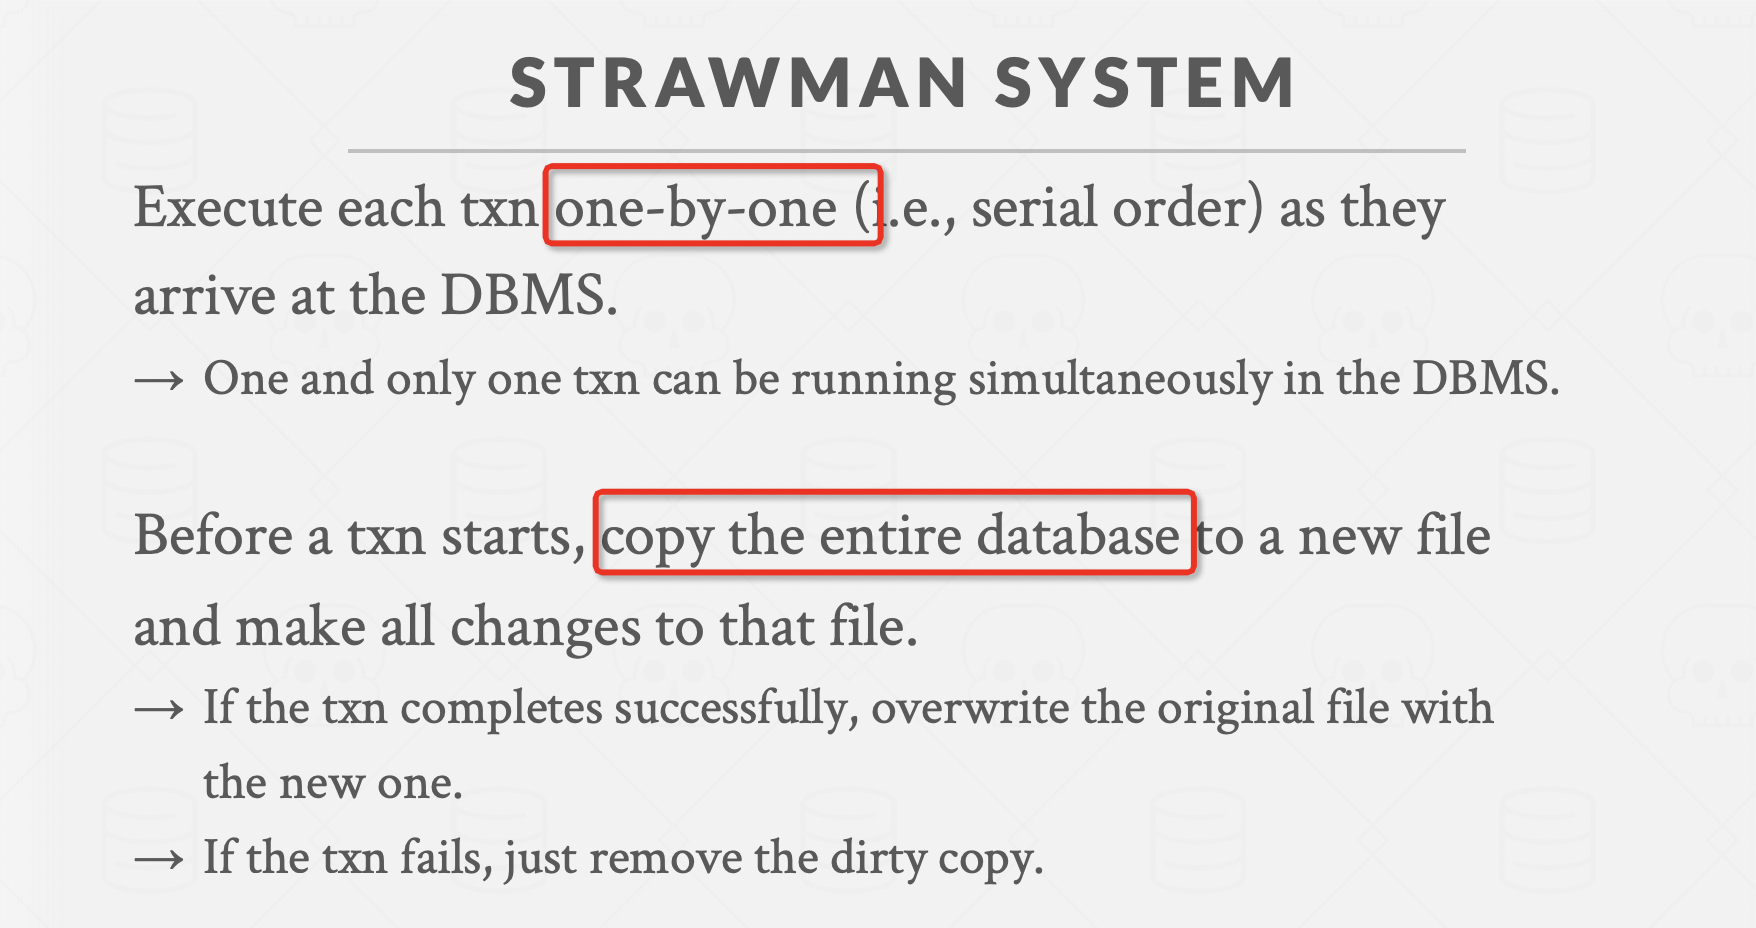 STRAWMAN SYSTEM
Execute each txn one-by-one (i.e., serial order) as they
arrive at the DBMS.
→ One and only one txn can be running simultaneously in the DBMS.
Before a txn starts, copy the entire database to a new file
and make all changes to that file.
→ If the txn completes successfully, overwrite the original file with
the new one.
→ If the txn fails, just remove the dirty copy.